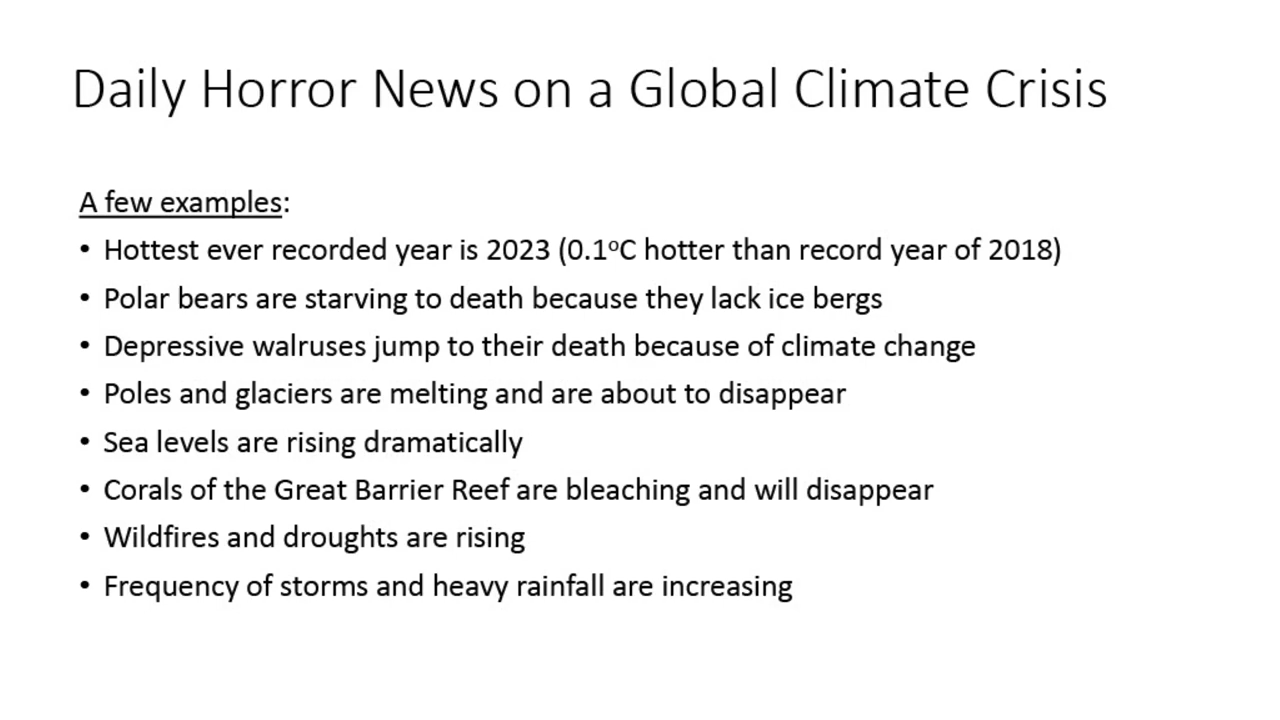 Daily Horror News on a Global Climate Crisis
A few examples:
• Hottest ever recorded year is 2023 (0.1ºC hotter than record year of 2018)
• Polar bears are starving to death because they lack ice bergs
• Depressive walruses jump to their death because of climate change
• Poles and glaciers are melting and are about to disappear
• Sea levels are rising dramatically
• Corals of the Great Barrier Reef are bleaching and will disappear
• Wildfires and droughts are rising
• Frequency of storms and heavy rainfall are increasing